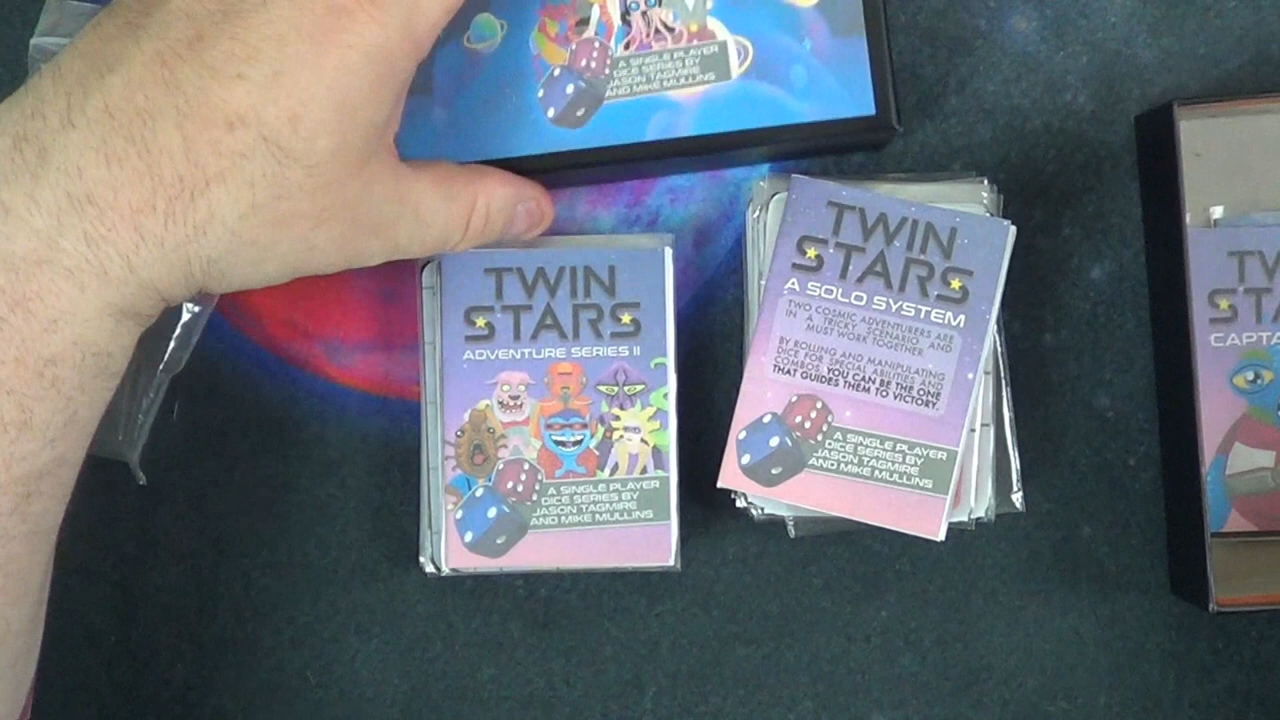 A SINGLE PLAYER
DICE SERIES BY
JASON TAGMIRE
AND MIKE MULLINS
TWIN
STARS
ADVENTURE SERIES II
A SINGLE PLAYER
DICE SERIES BY
JASON TAGMIRE
AND MIKE MULLINS
TWIN
STARS
A SOLO SYSTEM
TWO COSMIC ADVENTURERS ARE
IN A TRICKY SCENARIO AND
MUST WORK TOGETHER.
BY ROLLING AND MANIPULATING
DICE FOR SPECIAL ABILITIES AND
COMBOS, YOU CAN BE THE ONE
THAT GUIDES THEM TO VICTORY.
A SINGLE PLAYER
DICE SERIES BY
JASON TAGMIRE
AND MIKE MULLINS
TW
STA
CAPTA